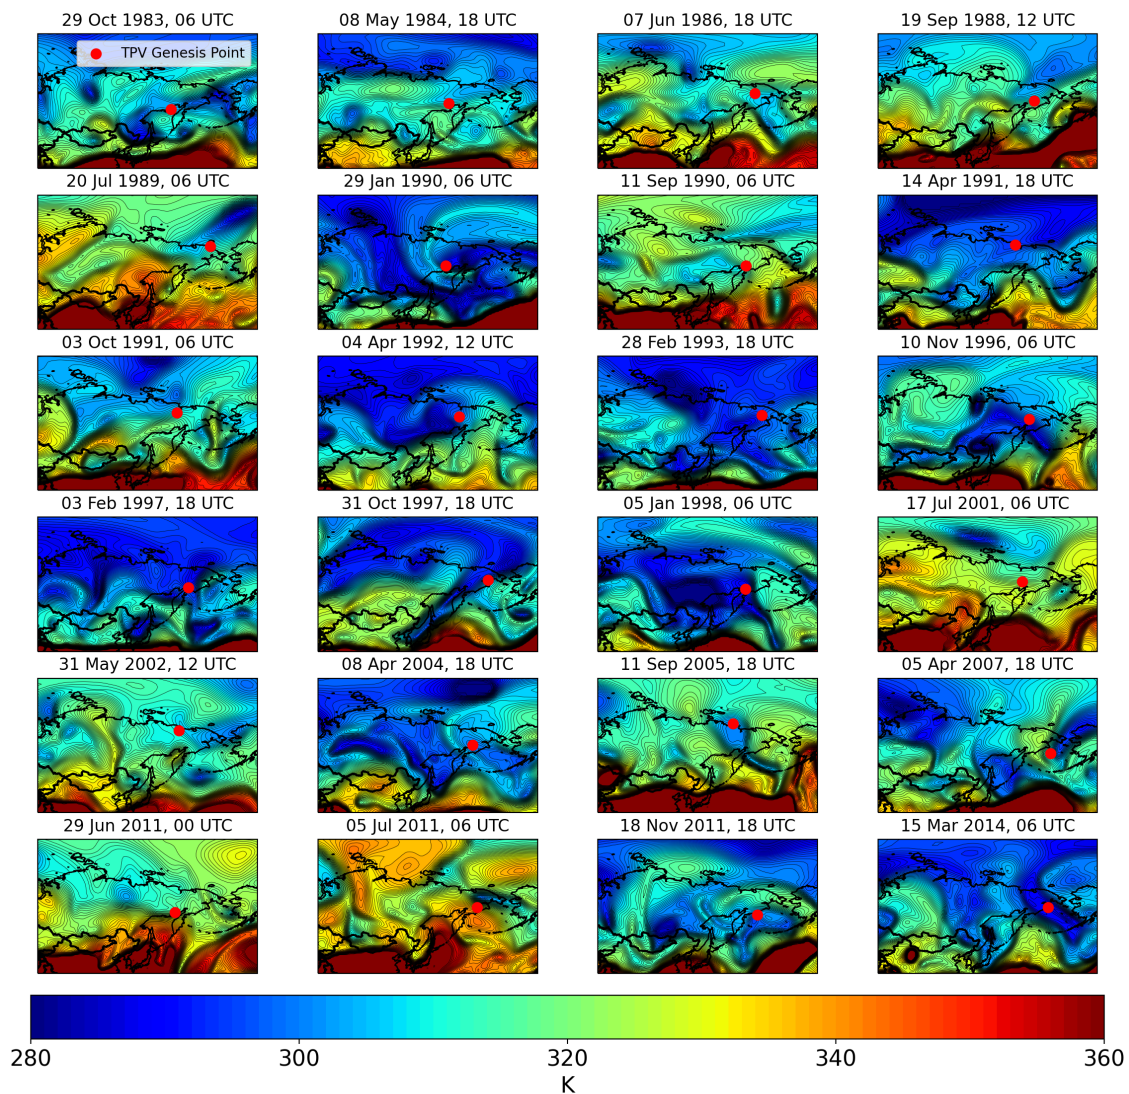 29 Oct 1983, 06 UTC
08 May 1984, 18 UTC
07 Jun 1986, 18 UTC
19 Sep 1988, 12 UTC
TPV Genesis Point
20 Jul 1989, 06 UTC
29 Jan 1990, 06 UTC
11 Sep 1990, 06 UTC
14 Apr 1991, 18 UTC
03 Oct 1991, 06 UTC
04 Apr 1992, 12 UTC
28 Feb 1993, 18 UTC
10 Nov 1996, 06 UTC
03 Feb 1997, 18 UTC
31 Oct 1997, 18 UTC
05 Jan 1998, 06 UTC
17 Jul 2001, 06 UTC
31 May 2002, 12 UTC
08 Apr 2004, 18 UTC
11 Sep 2005, 18 UTC
05 Apr 2007, 18 UTC
29 Jun 2011, 00 UTC
05 Jul 2011, 06 UTC
18 Nov 2011, 18 UTC
15 Mar 2014, 06 UTC
280 300 320 340 360
K